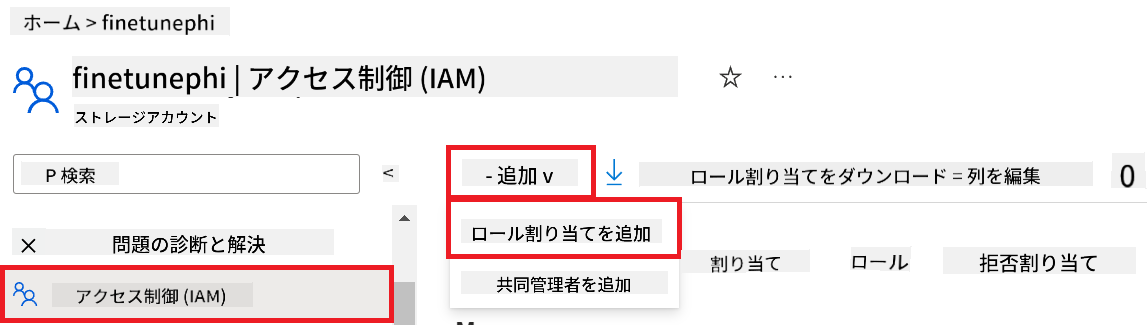 ホーム > finetunephi
finetunephi | アクセス制御 (IAM)
ストレージアカウント
P 検索
<
- 追加 v
ロール割り当てをダウンロード = 列を編集
0
ロール割り当てを追加
問題の診断と解決
割り当て
ロール
拒否割り当て
共同管理者を追加
アクセス制御 (IAM)